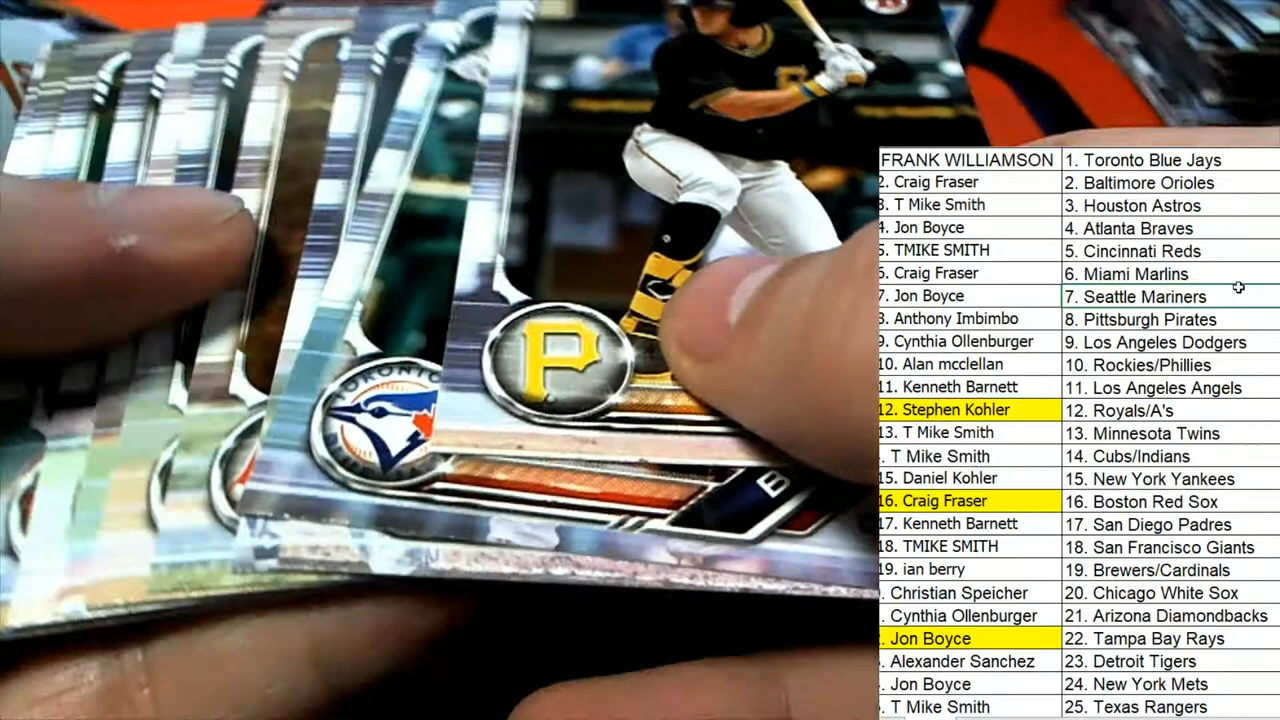 P
TORONTO
B
FRANK WILLIAMSON 1. Toronto Blue Jays
2. Craig Fraser 2. Baltimore Orioles
3. T Mike Smith 3. Houston Astros
4. Jon Boyce 4. Atlanta Braves
5. TMIKE SMITH 5. Cincinnati Reds
6. Craig Fraser 6. Miami Marlins
7. Jon Boyce 7. Seattle Mariners
8. Anthony Imbimbo 8. Pittsburgh Pirates
9. Cynthia Ollenburger 9. Los Angeles Dodgers
10. Alan mcclellan 10. Rockies/Phillies
11. Kenneth Barnett 11. Los Angeles Angels
12. Stephen Kohler 12. Royals/A's
13. T Mike Smith 13. Minnesota Twins
. T Mike Smith 14. Cubs/Indians
15. Daniel Kohler 15. New York Yankees
16. Craig Fraser 16. Boston Red Sox
17. Kenneth Barnett 17. San Diego Padres
18. TMIKE SMITH 18. San Francisco Giants
19. ian berry 19. Brewers/Cardinals
. Christian Speicher 20. Chicago White Sox
. Cynthia Ollenburger 21. Arizona Diamondbacks
. Jon Boyce 22. Tampa Bay Rays
. Alexander Sanchez 23. Detroit Tigers
. Jon Boyce 24. New York Mets
. T Mike Smith 25. Texas Rangers